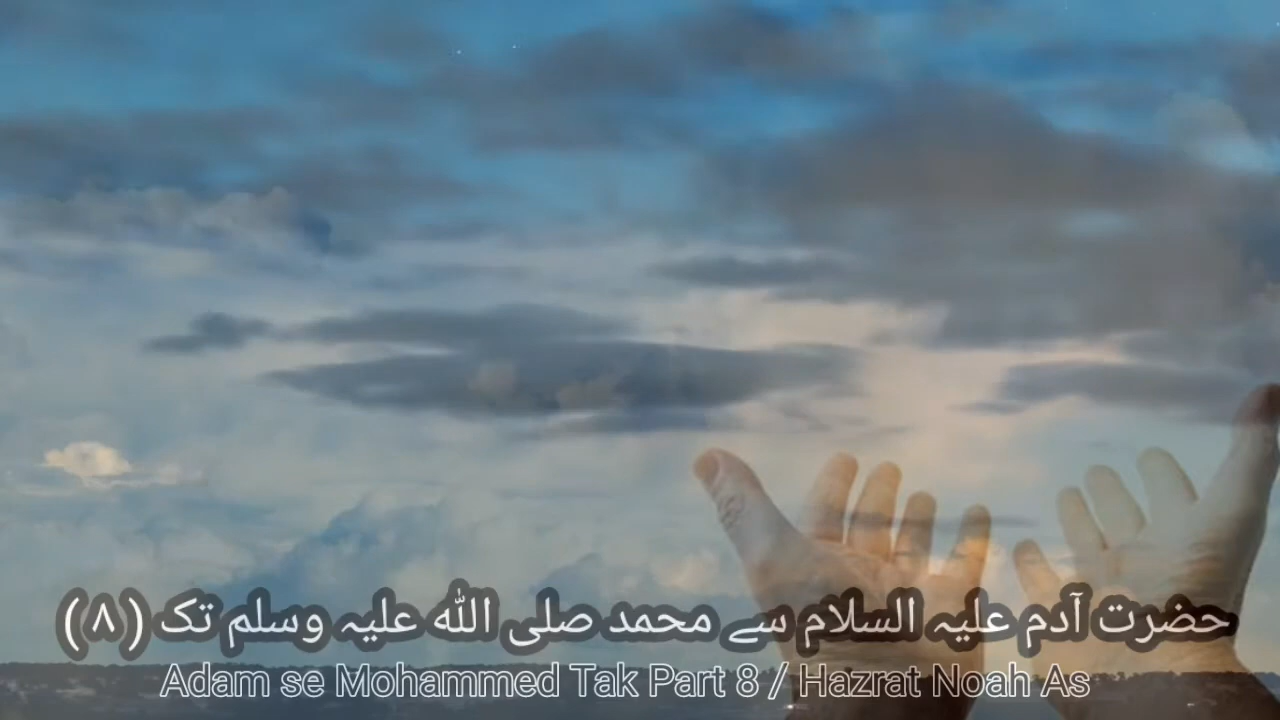 حضرت آدم علیہ السلام سے محمد صلی اللہ علیہ وسلم تک (۸)
Adam se Mohammed Tak Part 8 / Hazrat Noah As